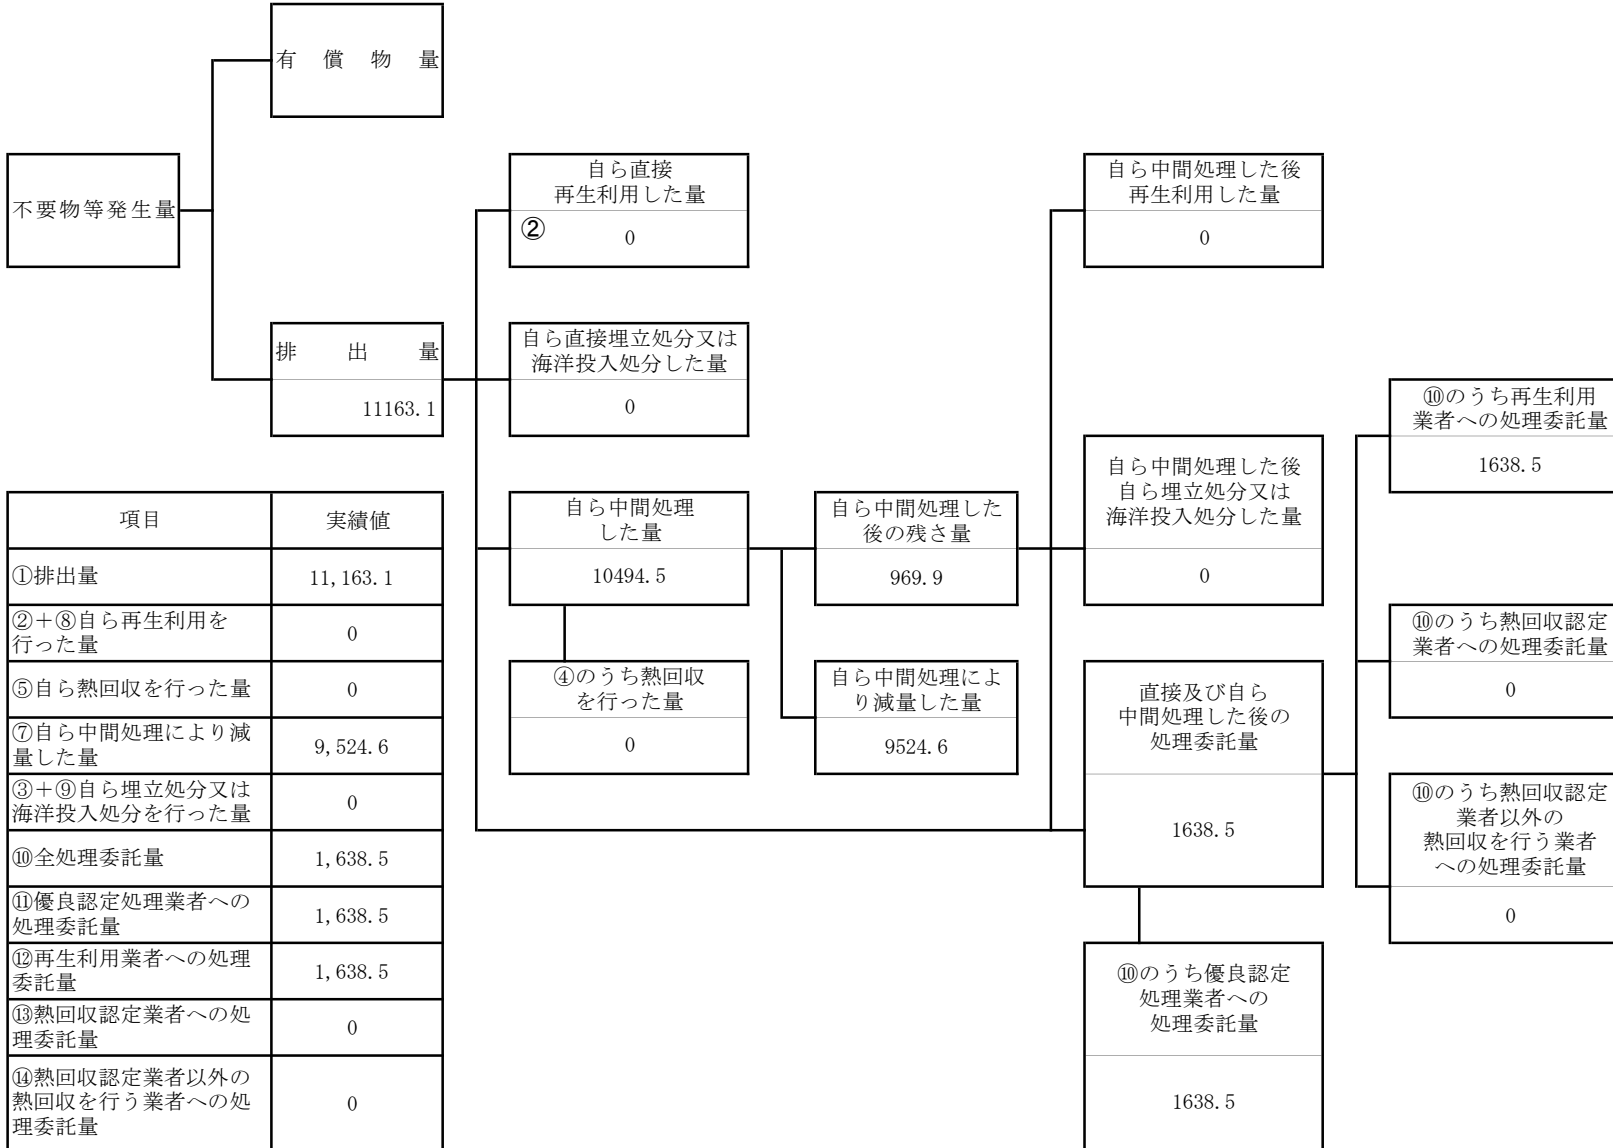 有償物量
不要物等発生量
自ら直接
再生利用した量
②
0
自ら中間処理した後
再生利用した量
0
排出量
11163.1
自ら直接埋立処分又は
海洋投入処分した量
0
⑩のうち再生利用
業者への処理委託量
1638.5
自ら中間処理した後
自ら埋立処分又は
海洋投入処分した量
0
自ら中間処理
した量
10494.5
自ら中間処理した
後の残さ量
969.9
⑩のうち熱回収認定
業者への処理委託量
0
④のうち熱回収
を行った量
0
自ら中間処理によ
り減量した量
9524.6
直接及び自ら
中間処理した後の
処理委託量
1638.5
⑩のうち熱回収認定
業者以外の
熱回収を行う業者
への処理委託量
0
⑩のうち優良認定
処理業者への
処理委託量
1638.5
項目 実績値
①排出量 11,163.1
②+⑧自ら再生利用を
行った量 0
⑤自ら熱回収を行った量 0
⑦自ら中間処理により減
量した量 9,524.6
③+⑨自ら埋立処分又は
海洋投入処分を行った量 0
⑩全処理委託量 1,638.5
⑪優良認定処理業者への
処理委託量 1,638.5
⑫再生利用業者への処理
委託量 1,638.5
⑬熱回収認定業者への処
理委託量 0
⑭熱回収認定業者以外の
熱回収を行う業者への処
理委託量 0